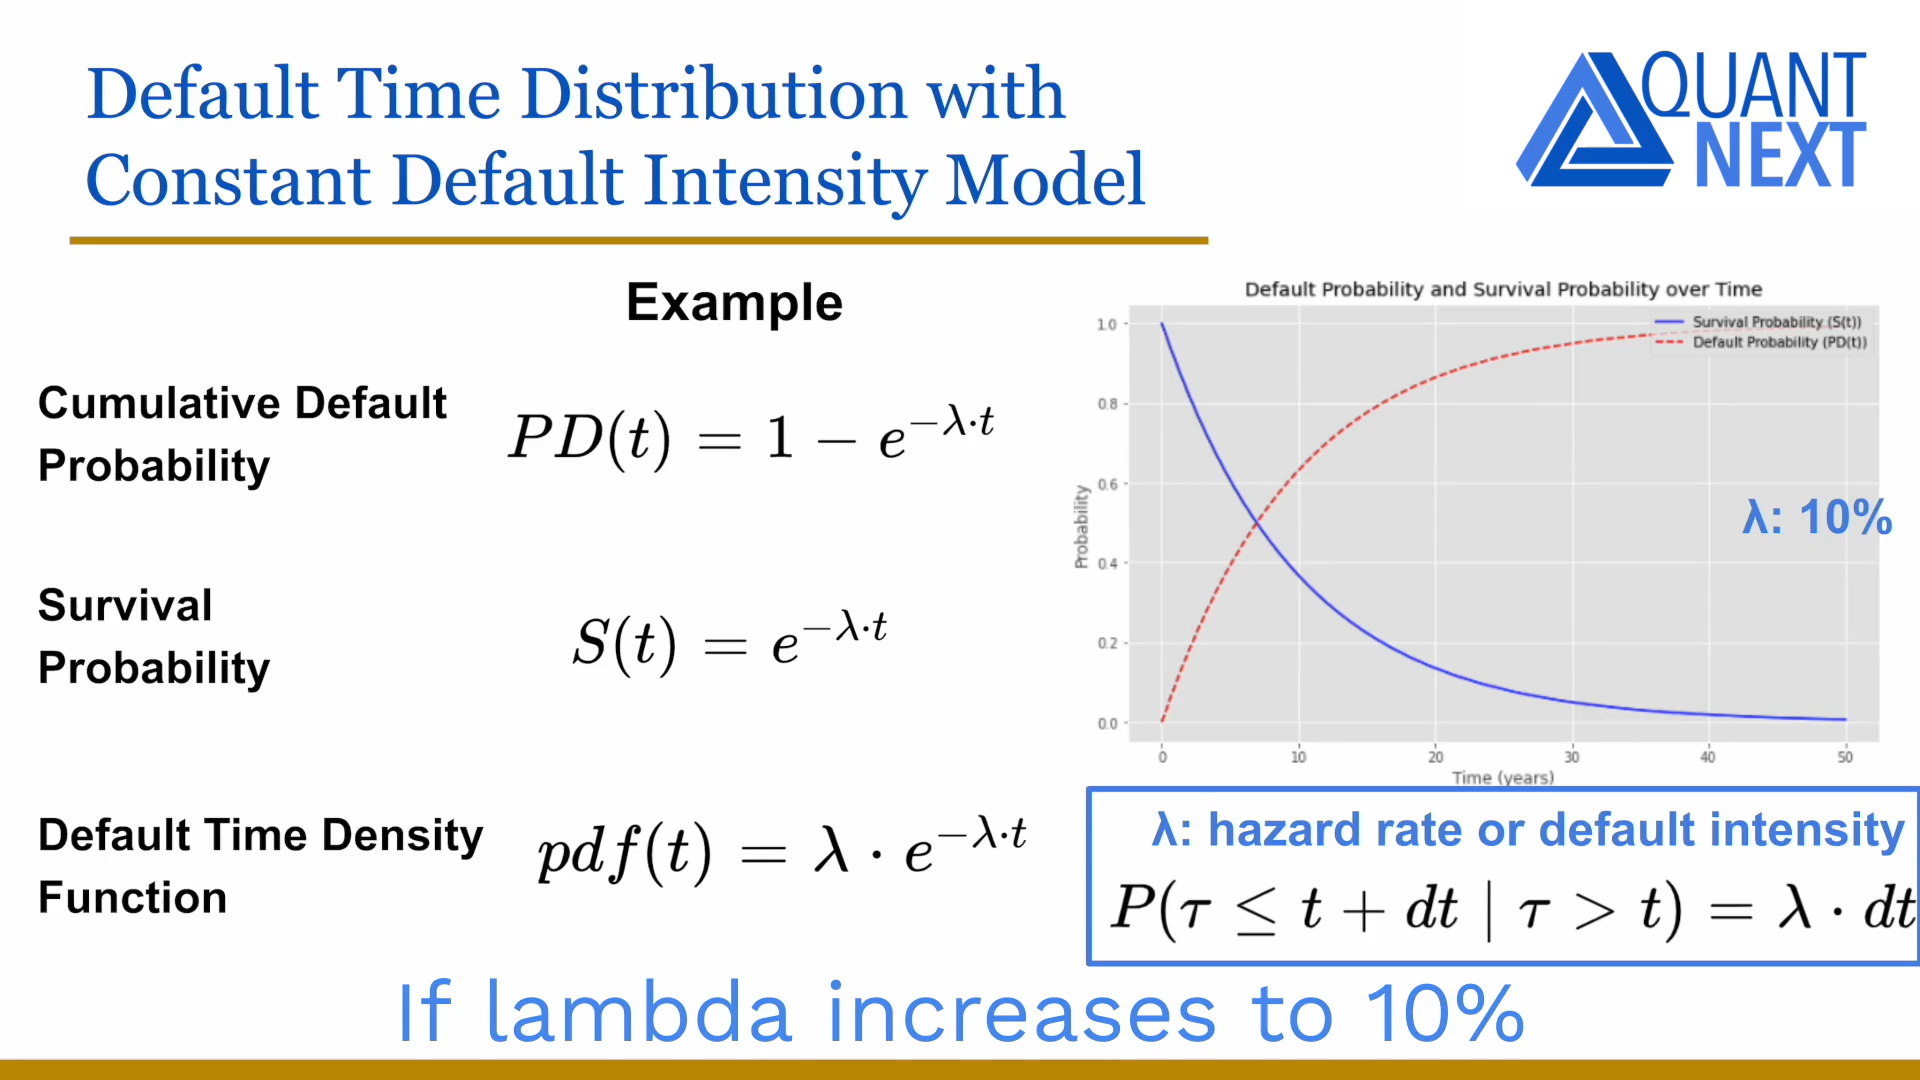 Default Time Distribution with
Constant Default Intensity Model
QUANT
NEXT
Example
Cumulative Default
Probability
PD(t) = 1 − e^{−λ·t}
Survival
Probability
S(t) = e^{−λ·t}
Default Time Density
Function
pdf(t) = λ · e^{−λ·t}
Default Probability and Survival Probability over Time
Survival Probability (S(t))
Default Probability (PD(t))
1.0
0.8
0.6
0.4
0.2
0.0
Probability
λ: 10%
0 10 20 30 40 50
Time (years)
λ: hazard rate or default intensity
P(τ ≤ t + dt | τ > t) = λ · dt
If lambda increases to 10%